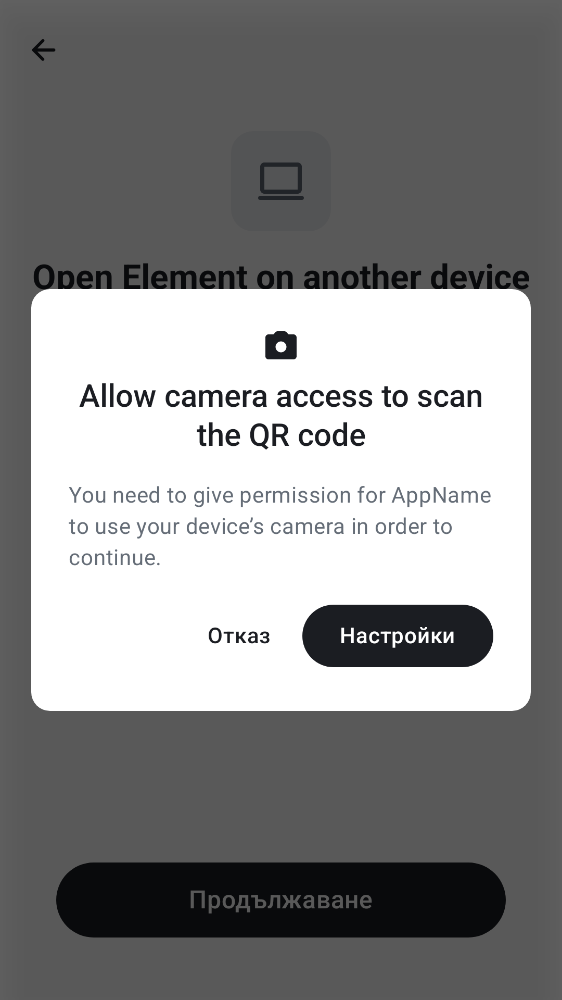 Open Element on another device
Allow camera access to scan
the QR code
You need to give permission for AppName
to use your device’s camera in order to
continue.
Отказ
Настройки
Продължаване